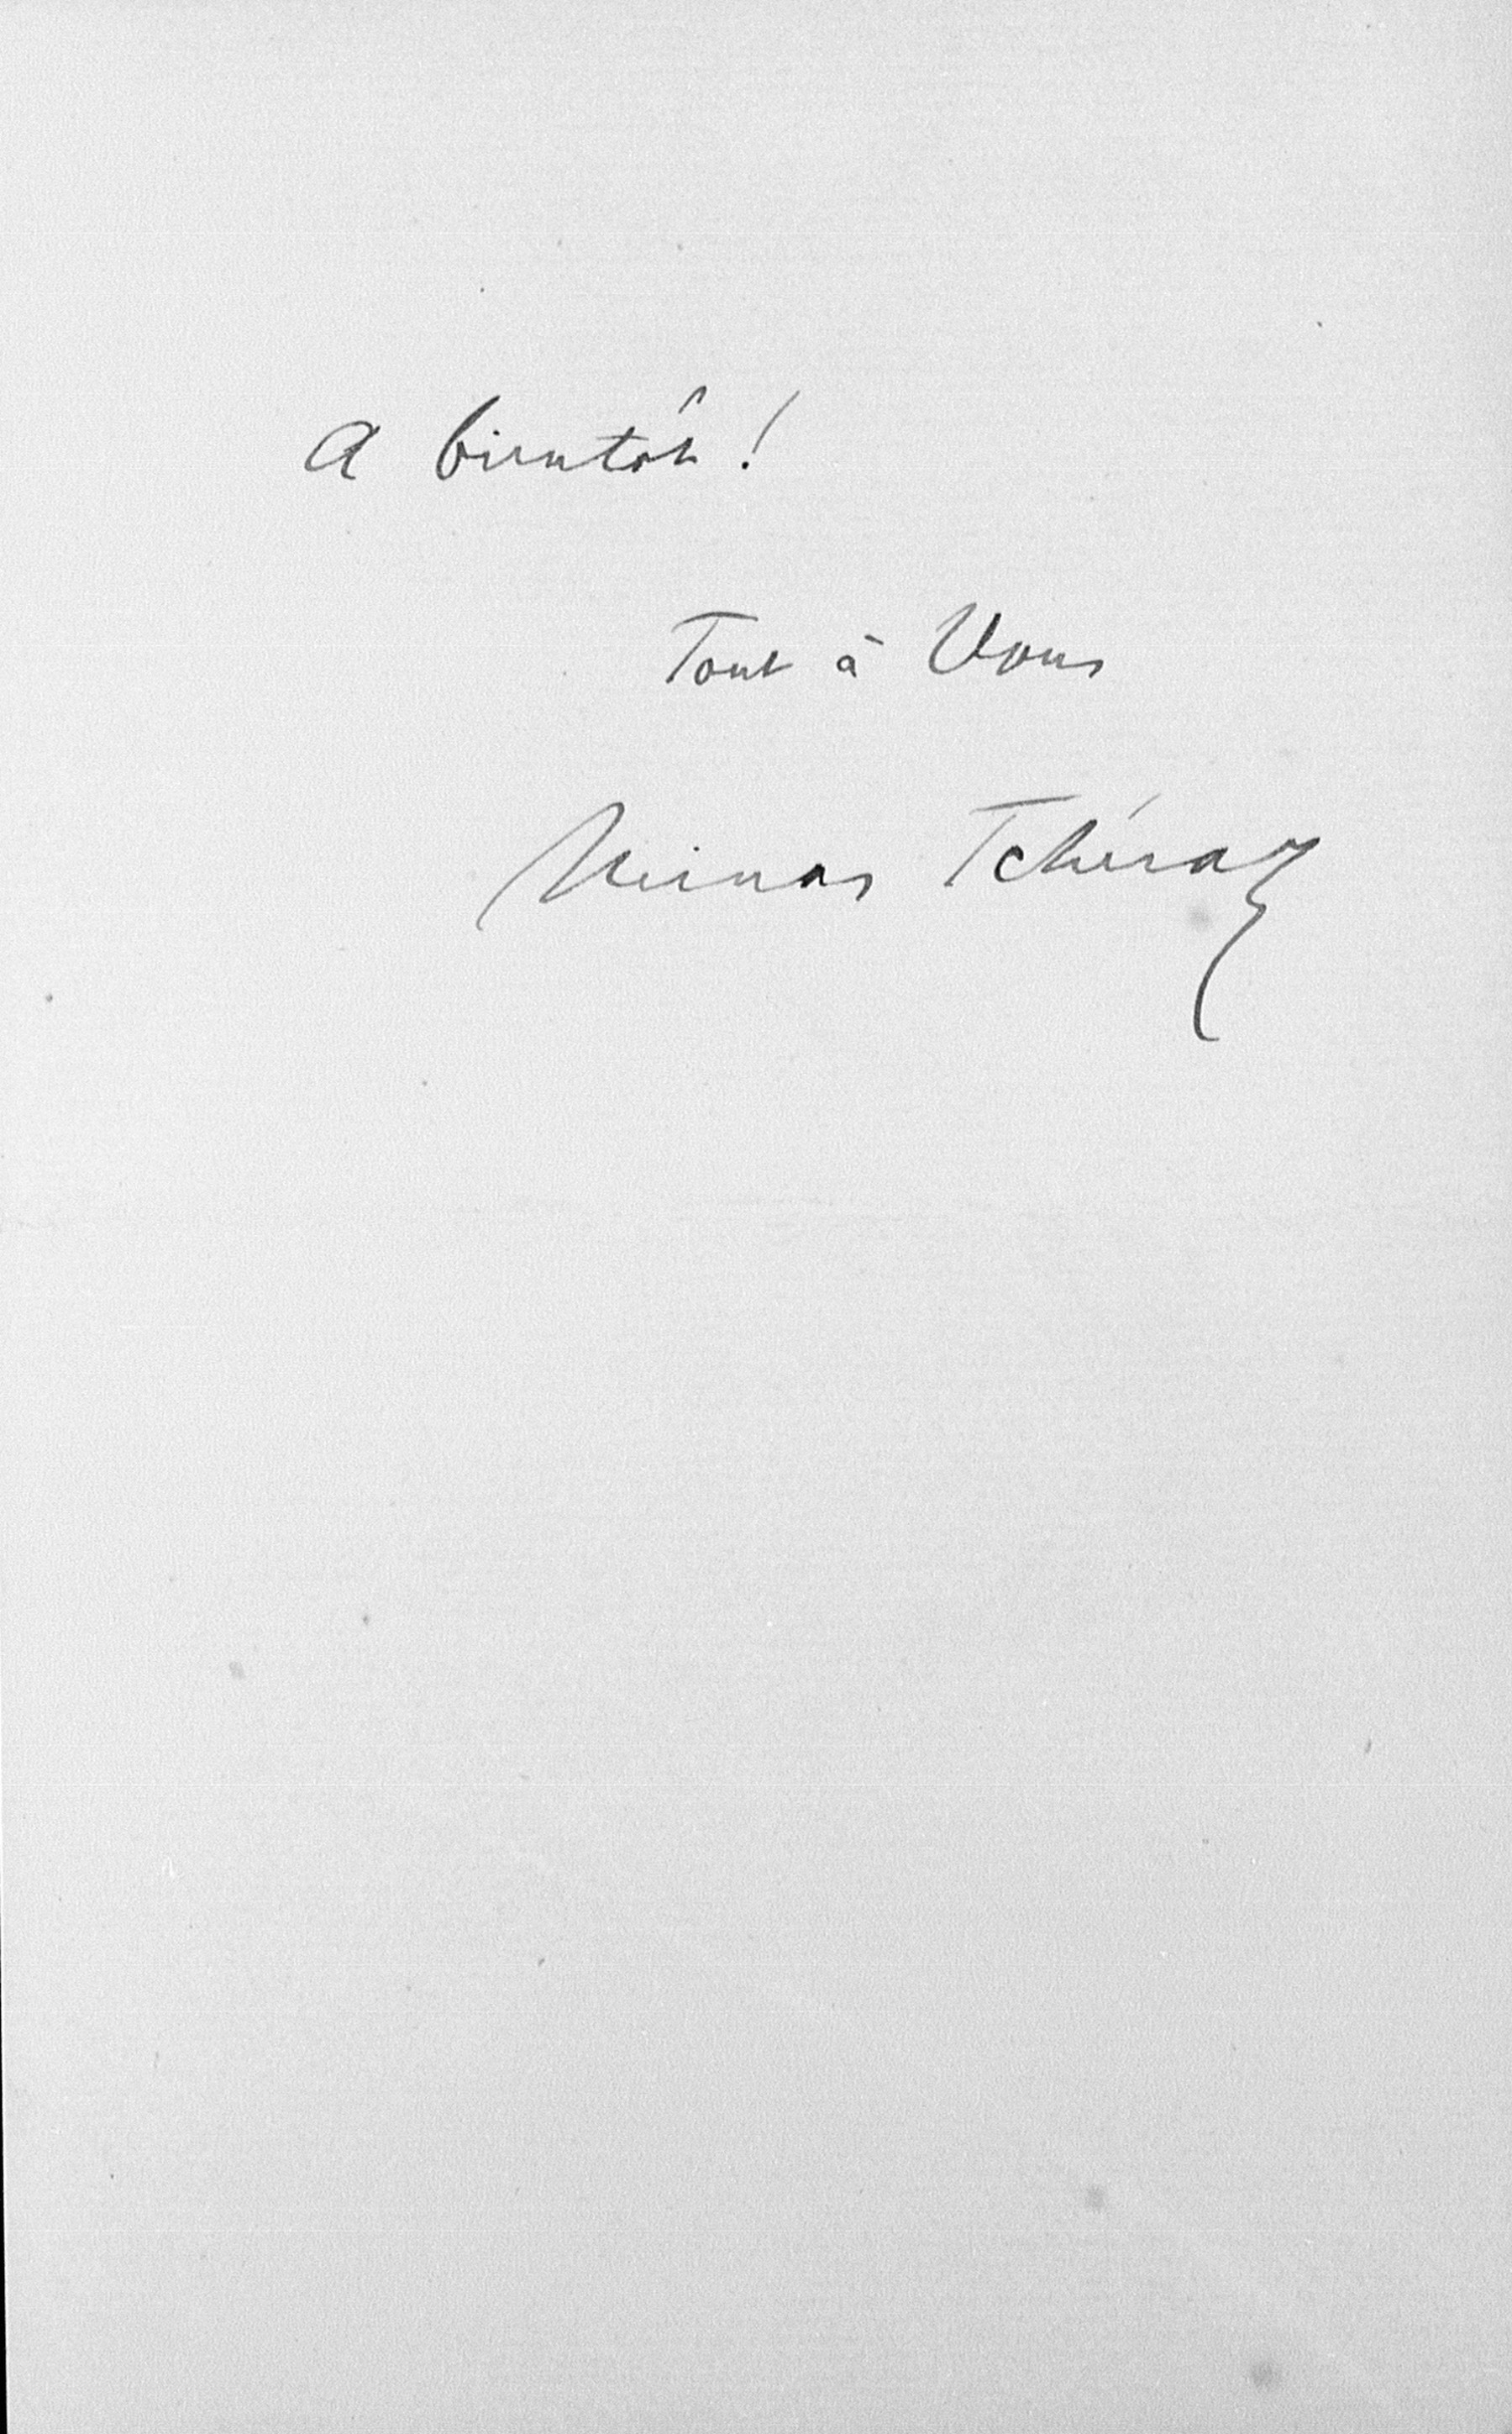 A bientôt !
Tout à Vous
Minas Tchéraz